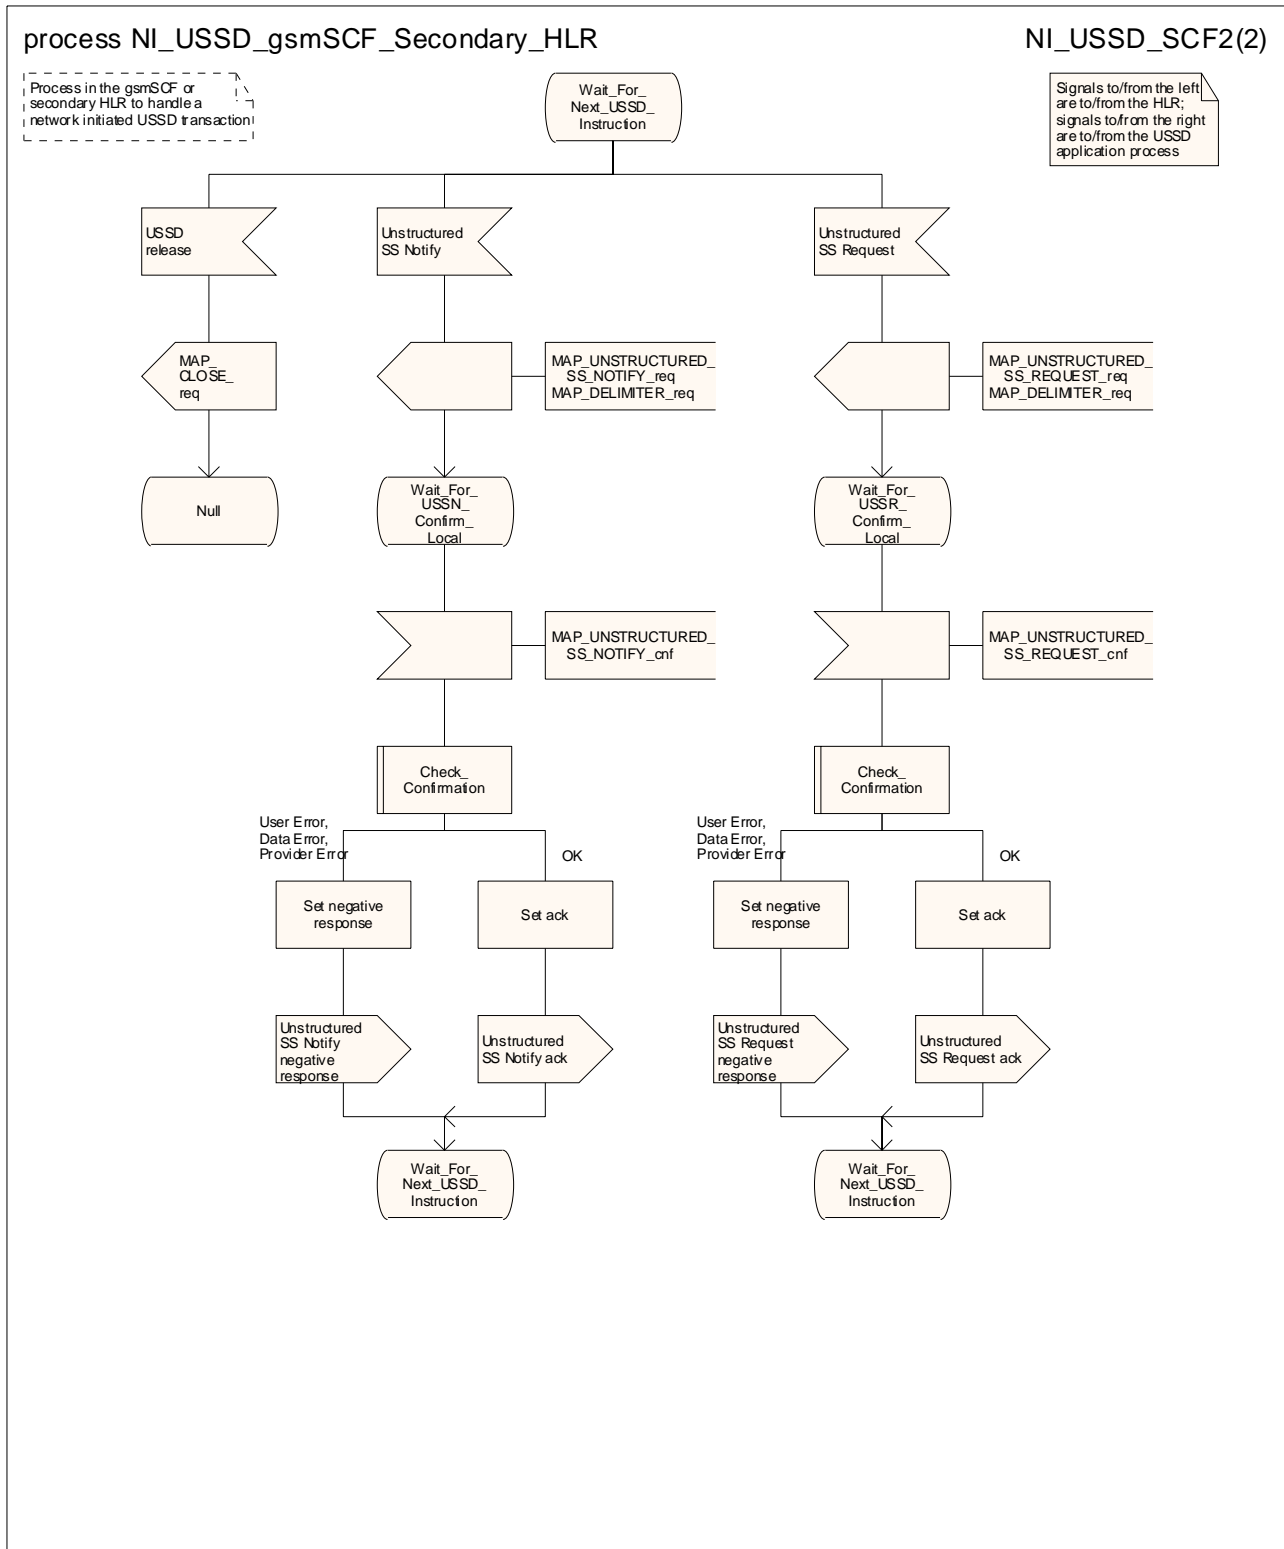 process NI_USSD_gsmSCF_Secondary_HLR
NI_USSD_SCF2(2)
Process in the gsmSCF or
secondary HLR to handle a
network initiated USSD transaction
Wait_For_
Next_USSD_
Instruction
Signals to/from the left
are to/from the HLR;
signals to/from the right
are to/from the USSD
application process
USSD
release
Unstructured
SS Notify
Unstructured
SS Request
MAP_
CLOSE_
req
MAP_UNSTRUCTURED_
SS_NOTIFY_req
MAP_DELIMITER_req
MAP_UNSTRUCTURED_
SS_REQUEST_req
MAP_DELIMITER_req
Null
Wait_For_
USSN_
Confirm_
Local
Wait_For_
USSR_
Confirm_
Local
MAP_UNSTRUCTURED_
SS_NOTIFY_cnf
MAP_UNSTRUCTURED_
SS_REQUEST_cnf
Check_
Confirmation
Check_
Confirmation
User Error,
Data Error,
Provider Error
OK
User Error,
Data Error,
Provider Error
OK
Set negative
response
Set ack
Set negative
response
Set ack
Unstructured
SS Notify
negative
response
Unstructured
SS Notify ack
Unstructured
SS Request
negative
response
Unstructured
SS Request ack
Wait_For_
Next_USSD_
Instruction
Wait_For_
Next_USSD_
Instruction